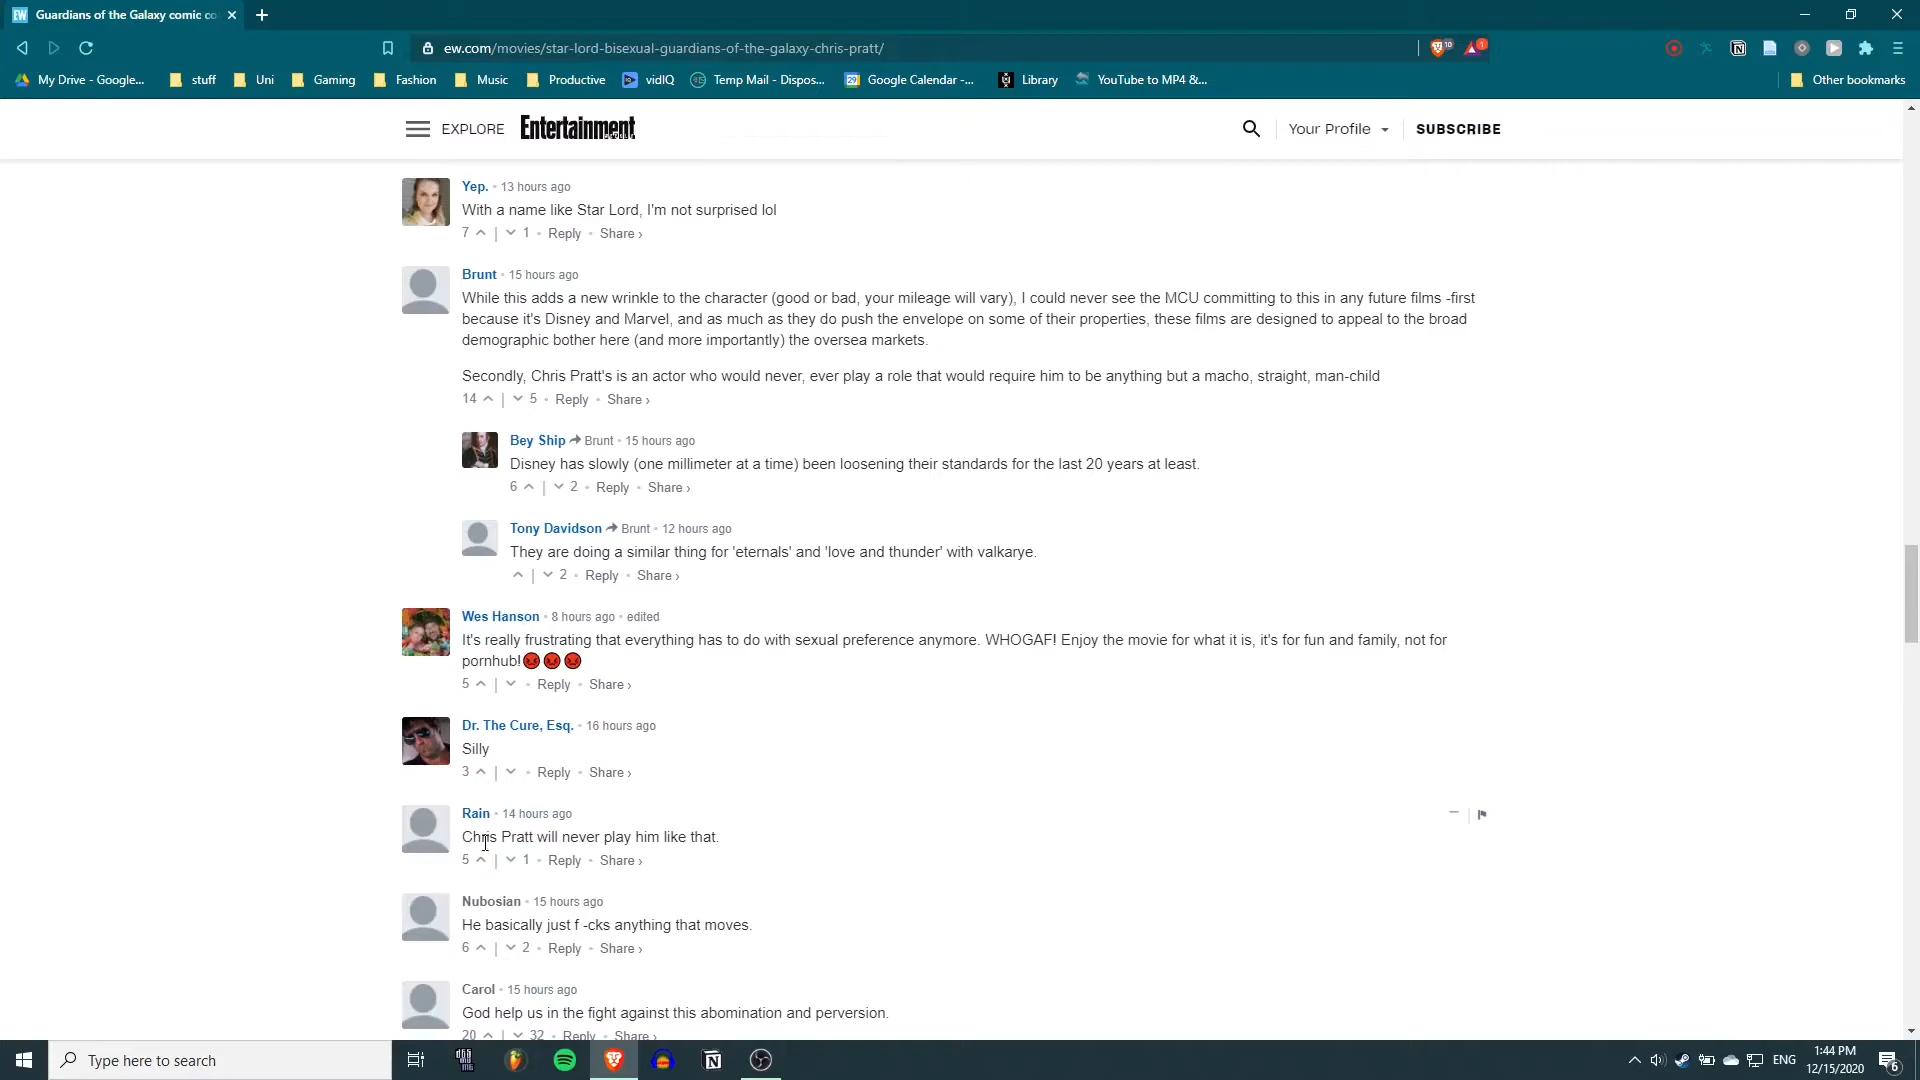 Guardians of the Galaxy comic co
ew.com/movies/star-lord-bisexual-guardians-of-the-galaxy-chris-pratt/
10
1
My Drive - Google...
stuff
Uni
Gaming
Fashion
Music
Productive
vidIQ
Temp Mail - Dispos...
Google Calendar -...
Library
YouTube to MP4 &...
Other bookmarks
EXPLORE
Entertainment
Your Profile
SUBSCRIBE
Yep. • 13 hours ago
With a name like Star Lord, I'm not surprised lol
7 | 1 • Reply • Share ›
Brunt • 15 hours ago
While this adds a new wrinkle to the character (good or bad, your mileage will vary), I could never see the MCU committing to this in any future films -first
because it's Disney and Marvel, and as much as they do push the envelope on some of their properties, these films are designed to appeal to the broad
demographic bother here (and more importantly) the oversea markets.
Secondly, Chris Pratt's is an actor who would never, ever play a role that would require him to be anything but a macho, straight, man-child
14 | 5 • Reply • Share ›
Bey Ship Brunt • 15 hours ago
Disney has slowly (one millimeter at a time) been loosening their standards for the last 20 years at least.
6 | 2 • Reply • Share ›
Tony Davidson Brunt • 12 hours ago
They are doing a similar thing for 'eternals' and 'love and thunder' with valkarye.
| 2 • Reply • Share ›
Wes Hanson • 8 hours ago • edited
It's really frustrating that everything has to do with sexual preference anymore. WHOGAF! Enjoy the movie for what it is, it's for fun and family, not for
pornhub!😡😡😡
5 | • Reply • Share ›
Dr. The Cure, Esq. • 16 hours ago
Silly
3 | • Reply • Share ›
Rain • 14 hours ago
Chris Pratt will never play him like that.
5 | 1 • Reply • Share ›
Nubosian • 15 hours ago
He basically just f -cks anything that moves.
6 | 2 • Reply • Share ›
Carol • 15 hours ago
God help us in the fight against this abomination and perversion.
20 | 32 • Reply • Share ›
Type here to search
ENG
1:44 PM
12/15/2020
6